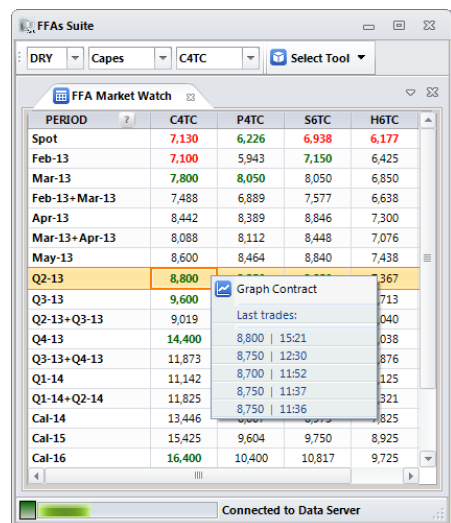 FFAs Suite
DRY Capes C4TC Select Tool
FFA Market Watch
PERIOD ? C4TC P4TC S6TC H6TC
Spot 7,130 6,226 6,938 6,177
Feb-13 7,100 5,943 7,150 6,425
Mar-13 7,800 8,050 8,050 6,850
Feb-13+Mar-13 7,488 6,889 7,577 6,638
Apr-13 8,442 8,389 8,846 7,300
Mar-13+Apr-13 8,088 8,112 8,448 7,076
May-13 8,600 8,464 8,840 7,438
Q2-13 8,800 ,367
Q3-13 9,600 Graph Contract ,713
Q2-13+Q3-13 9,019 Last trades: ,040
Q4-13 14,400 8,800 | 15:21 ,038
Q3-13+Q4-13 11,873 8,750 | 12:30 ,876
Q1-14 11,142 8,700 | 11:52 ,125
Q1-14+Q2-14 11,825 8,750 | 11:37 ,321
Cal-14 13,446 8,750 | 11:36 ,825
Cal-15 15,425 9,604 9,750 8,925
Cal-16 16,400 10,400 10,817 9,725
Connected to Data Server